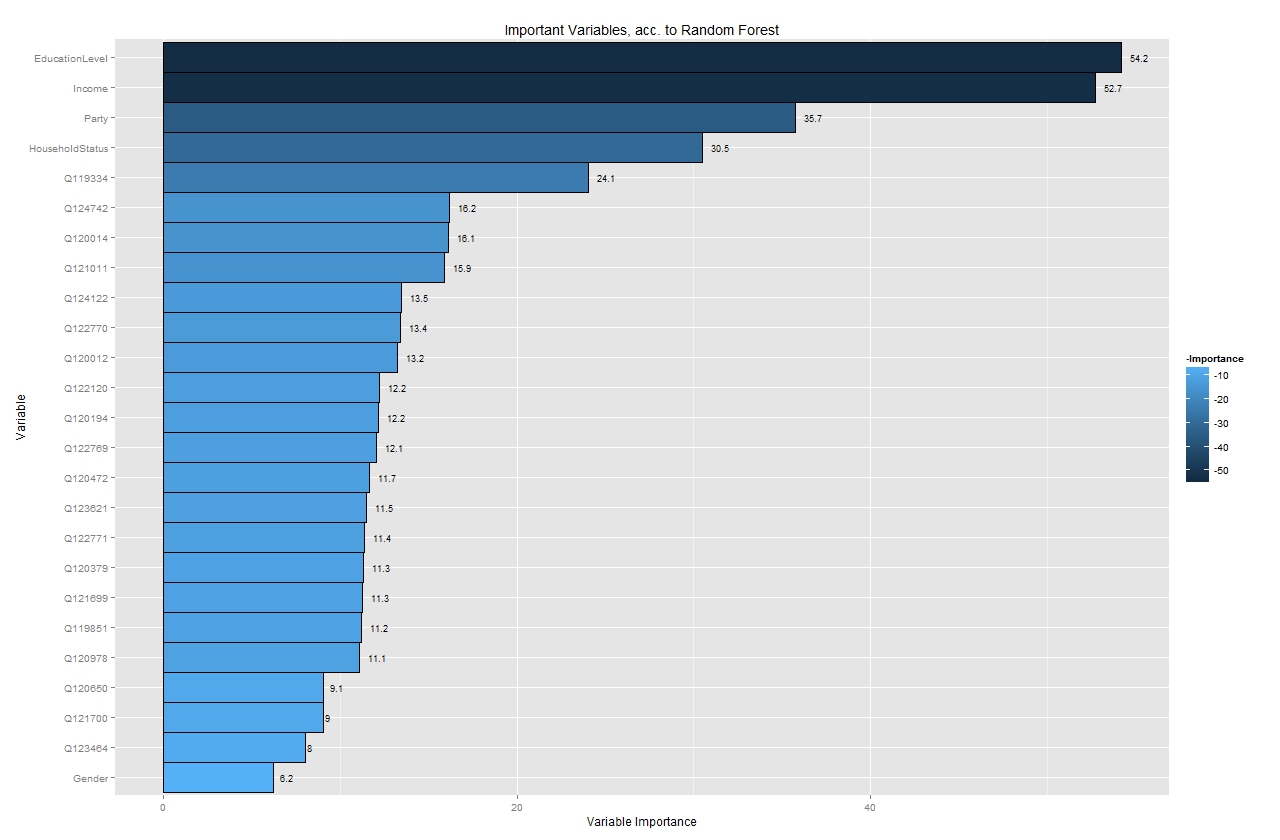 Important Variables, acc. to Random Forest
EducationLevel 54.2
Income 52.7
Party 35.7
HouseholdStatus 30.5
Q119334 24.1
Q124742 16.2
Q120014 16.1
Q121011 15.9
Q124122 13.5
Q122770 13.4
Q120012 13.2
Q122120 12.2
Q120194 12.2
Q122769 12.1
Q120472 11.7
Q123621 11.5
Q122771 11.4
Q120379 11.3
Q121699 11.3
Q119851 11.2
Q120978 11.1
Q120650 9.1
Q121700 9
Q123464 8
Gender 6.2
Variable
0 20 40
Variable Importance
-Importance
-10
-20
-30
-40
-50